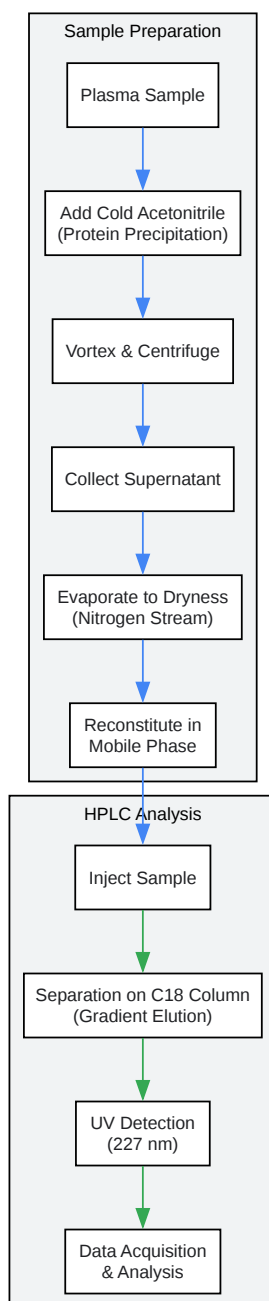 Sample Preparation
Plasma Sample
Add Cold Acetonitrile
(Protein Precipitation)
Vortex & Centrifuge
Collect Supernatant
Evaporate to Dryness
(Nitrogen Stream)
Reconstitute in
Mobile Phase
HPLC Analysis
Inject Sample
Separation on C18 Column
(Gradient Elution)
UV Detection
(227 nm)
Data Acquisition
& Analysis